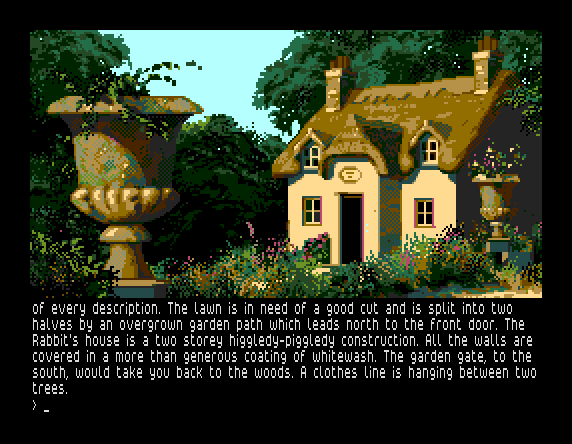 of every description. The lawn is in need of a good cut and is split into two
halves by an overgrown garden path which leads north to the front door. The
Rabbit's house is a two storey higgledy-piggledy construction. All the walls are
covered in a more than generous coating of whitewash. The garden gate, to the
south, would take you back to the woods. A clothes line is hanging between two
trees.
> _